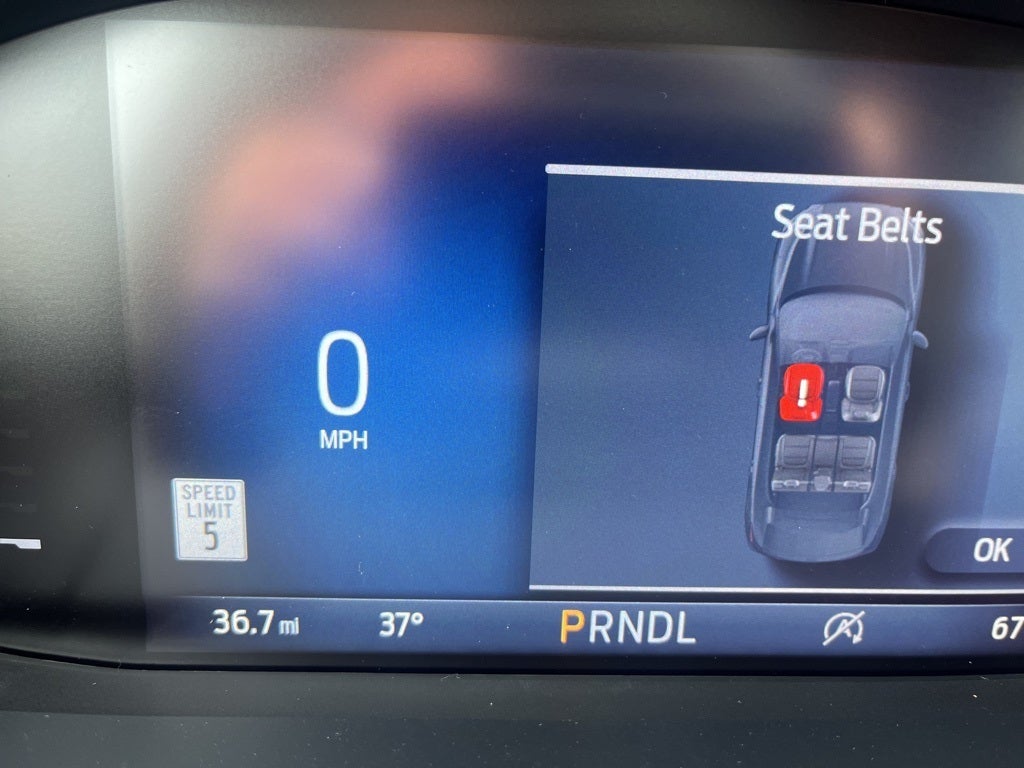 Seat Belts
0
MPH
!
SPEED
LIMIT
5
OK
36.7 mi 37° PRNDL A 67